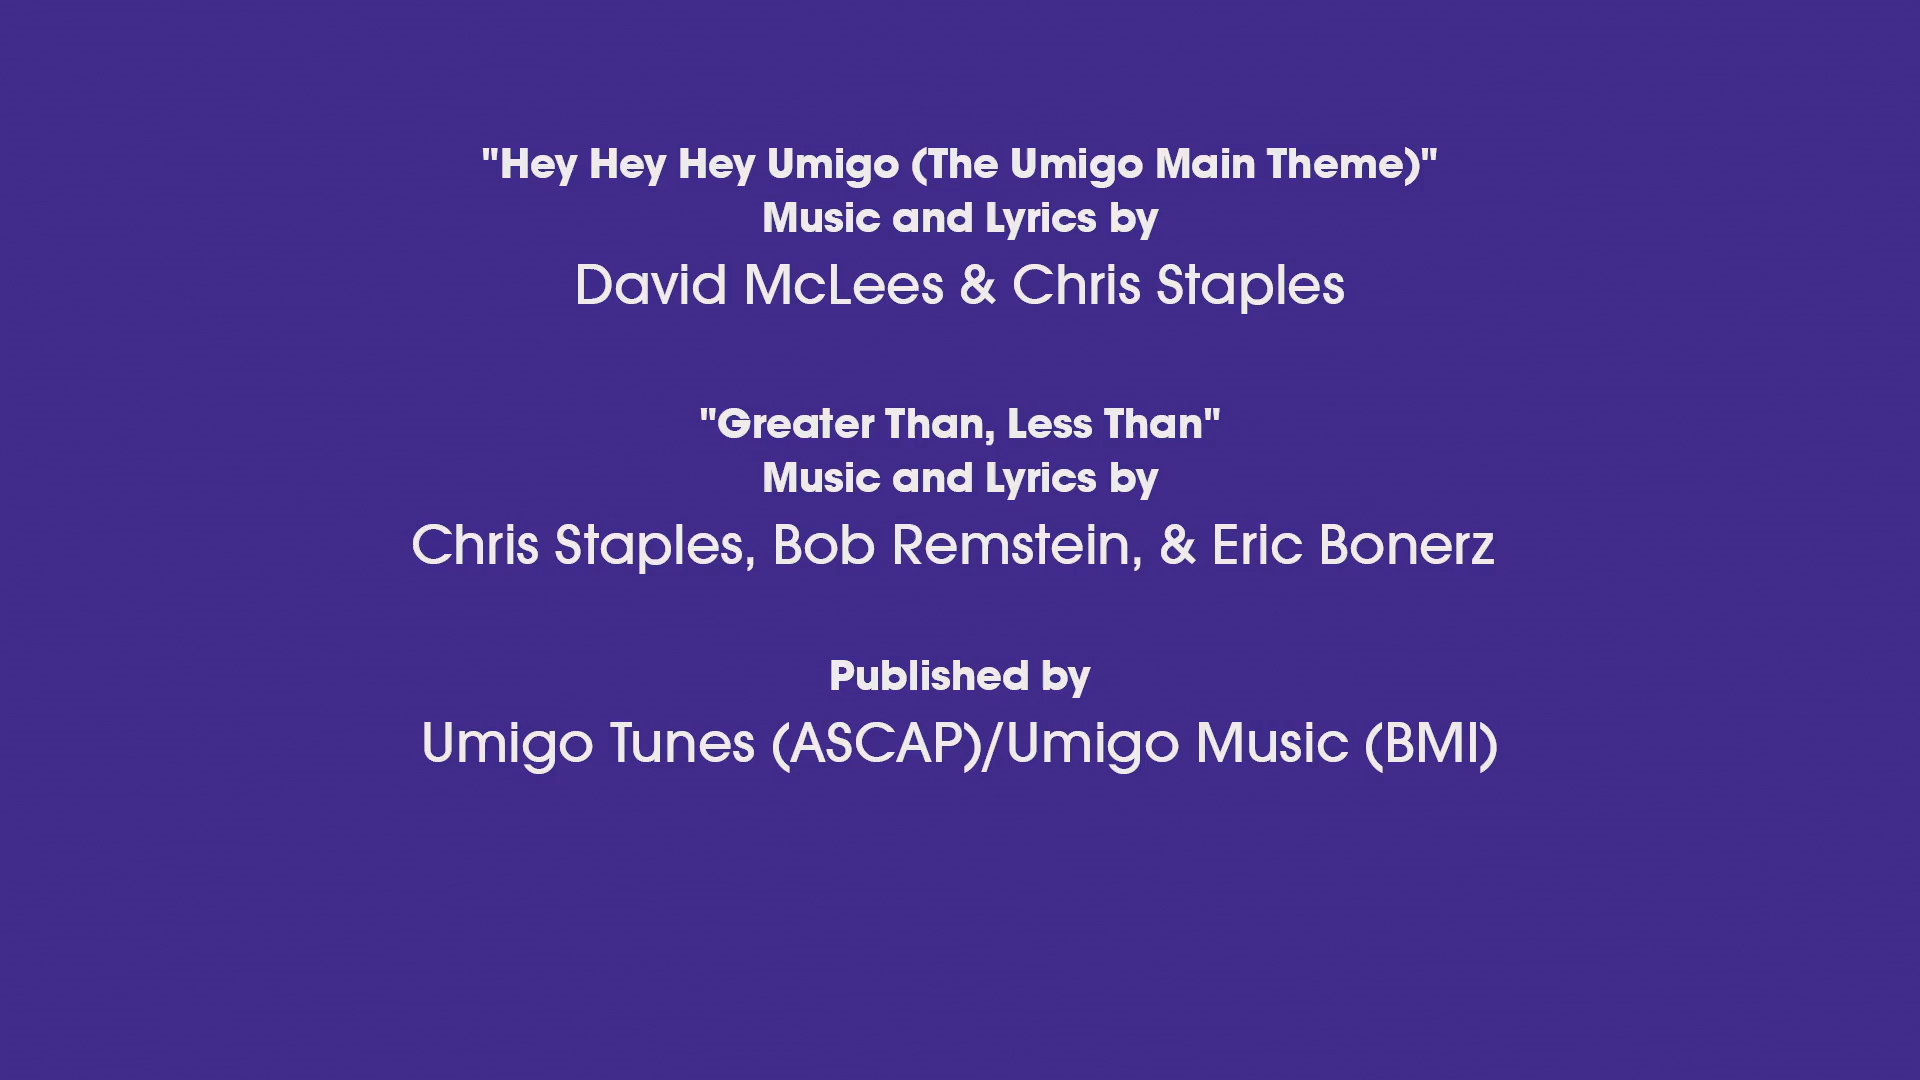 "Hey Hey Hey Umigo (The Umigo Main Theme)"
Music and Lyrics by
David McLees & Chris Staples
"Greater Than, Less Than"
Music and Lyrics by
Chris Staples, Bob Remstein, & Eric Bonerz
Published by
Umigo Tunes (ASCAP)/Umigo Music (BMI)